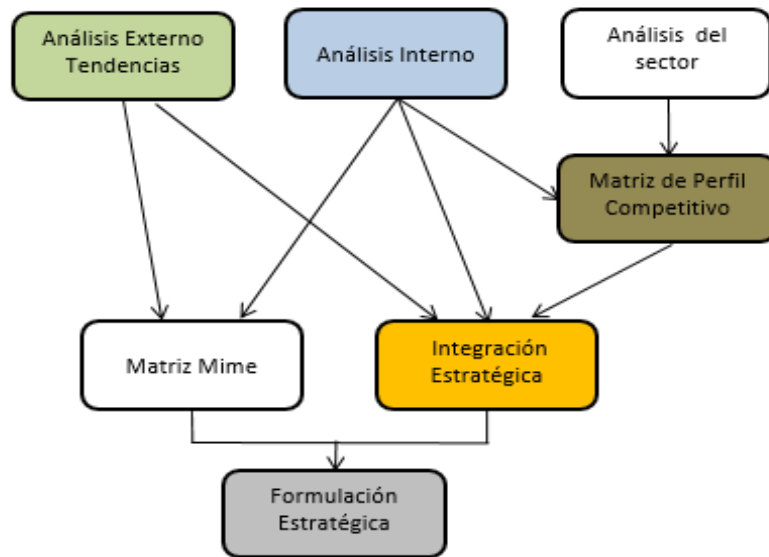 Análisis Externo
Tendencias
Análisis Interno
Análisis del
sector
Matriz de Perfil
Competitivo
Matriz Mime
Integración
Estratégica
Formulación
Estratégica